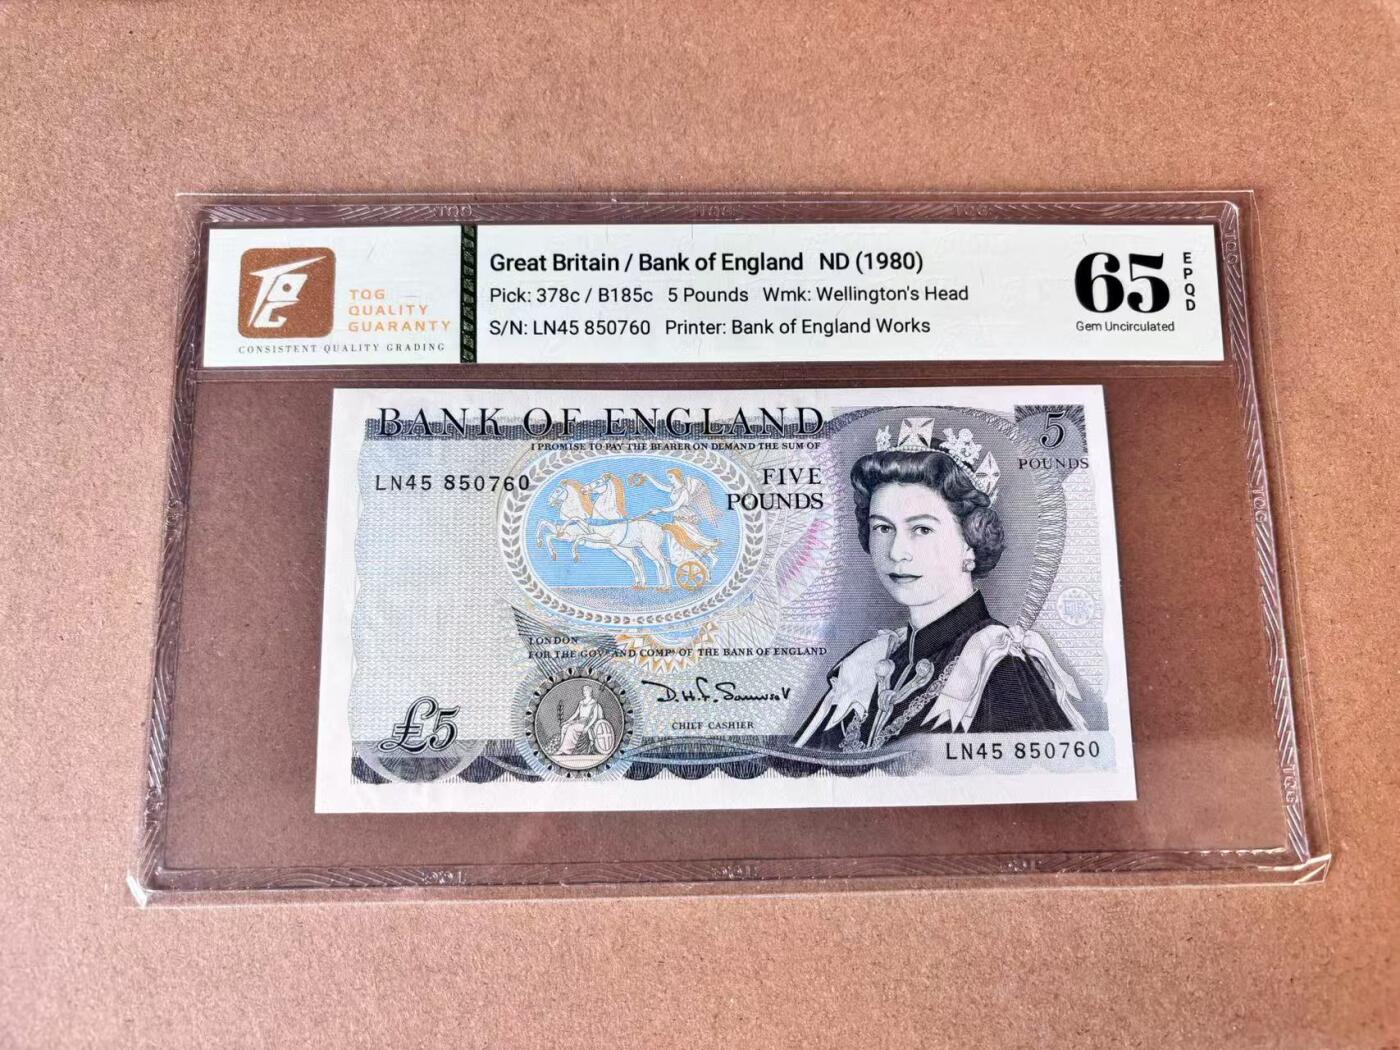 TQG
QUALITY
GUARANTY
CONSISTENT QUALITY GRADING
Great Britain / Bank of England ND (1980)
Pick: 378c / B185c 5 Pounds Wmk: Wellington's Head
S/N: LN45 850760 Printer: Bank of England Works
65
EPQD
Gem Uncirculated
BANK OF ENGLAND
I PROMISE TO PAY THE BEARER ON DEMAND THE SUM OF
5
POUNDS
LN45 850760
FIVE
POUNDS
LONDON
FOR THE GOVR AND COMPA OF THE BANK OF ENGLAND
£5
CHIEF CASHIER
LN45 850760